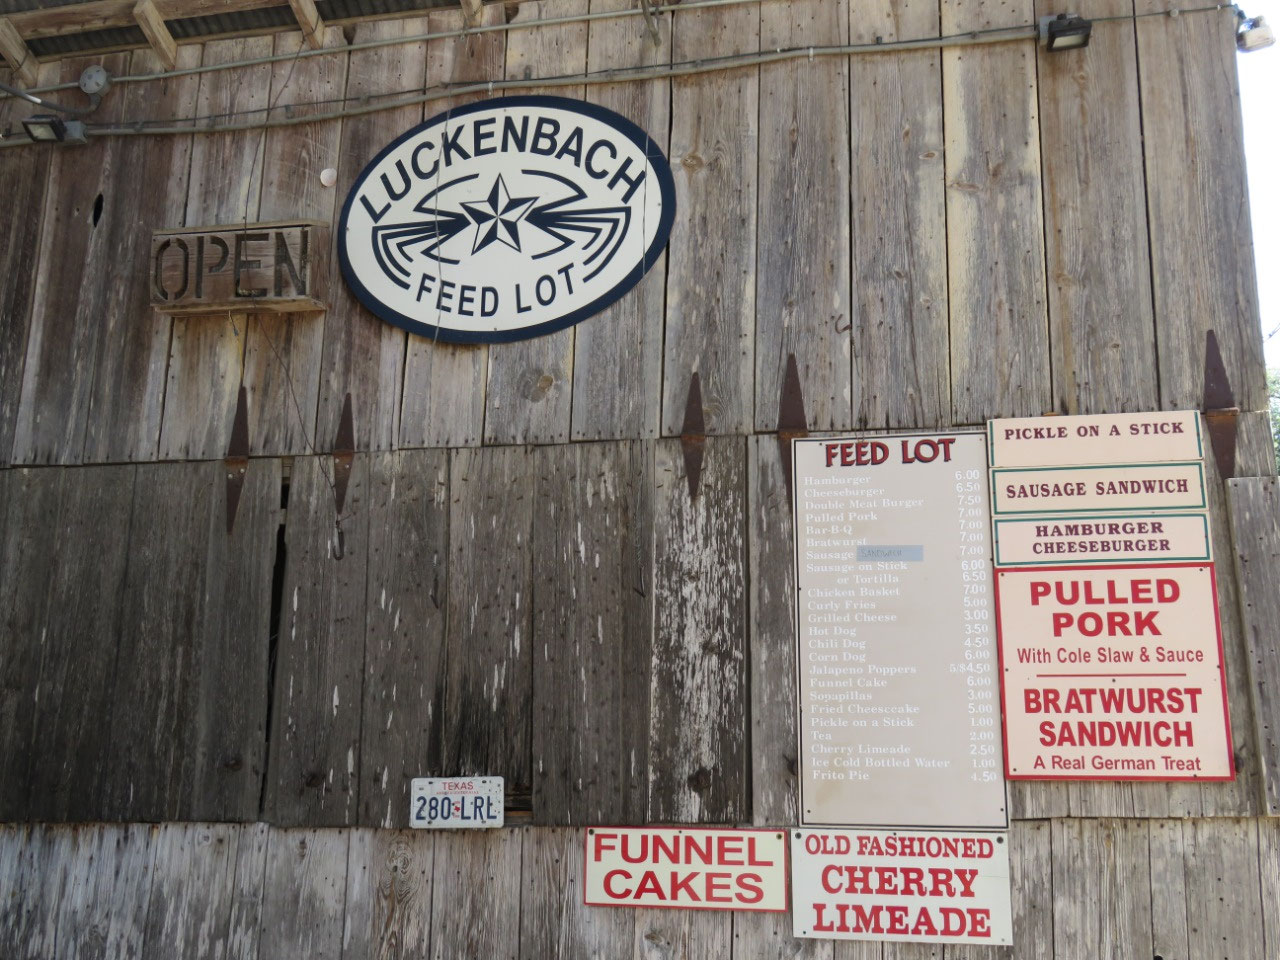 LUCKENBACH
FEED LOT
OPEN
FEED LOT
Hamburger 6.00
Cheeseburger 6.50
Double Meat Burger 7.50
Pulled Pork 7.00
Bar-B-Q 7.00
Bratwurst 7.00
Sausage SANDWICH 7.00
Sausage on Stick 6.00
or Tortilla 6.50
Chicken Basket 7.00
Curly Fries 5.00
Grilled Cheese 3.00
Hot Dog 3.50
Chili Dog 4.50
Corn Dog 6.00
Jalapeno Poppers 5/$4.50
Funnel Cake 6.00
Sopapillas 3.00
Fried Cheesecake 5.00
Pickle on a Stick 1.00
Tea 2.00
Cherry Limeade 2.50
Ice Cold Bottled Water 1.00
Frito Pie 4.50
PICKLE ON A STICK
SAUSAGE SANDWICH
HAMBURGER
CHEESEBURGER
PULLED
PORK
With Cole Slaw & Sauce
BRATWURST
SANDWICH
A Real German Treat
TEXAS
280 LRL
FUNNEL
CAKES
OLD FASHIONED
CHERRY
LIMEADE